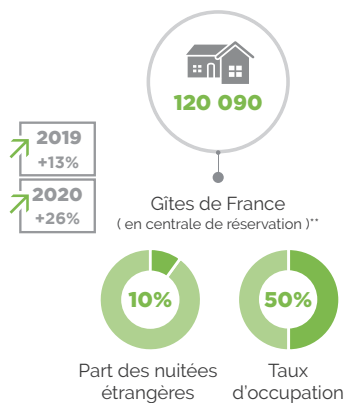 120 090
2019
+13%
2020
+26%
Gîtes de France
( en centrale de réservation )**
10%
50%
Part des nuitées
étrangères
Taux
d'occupation